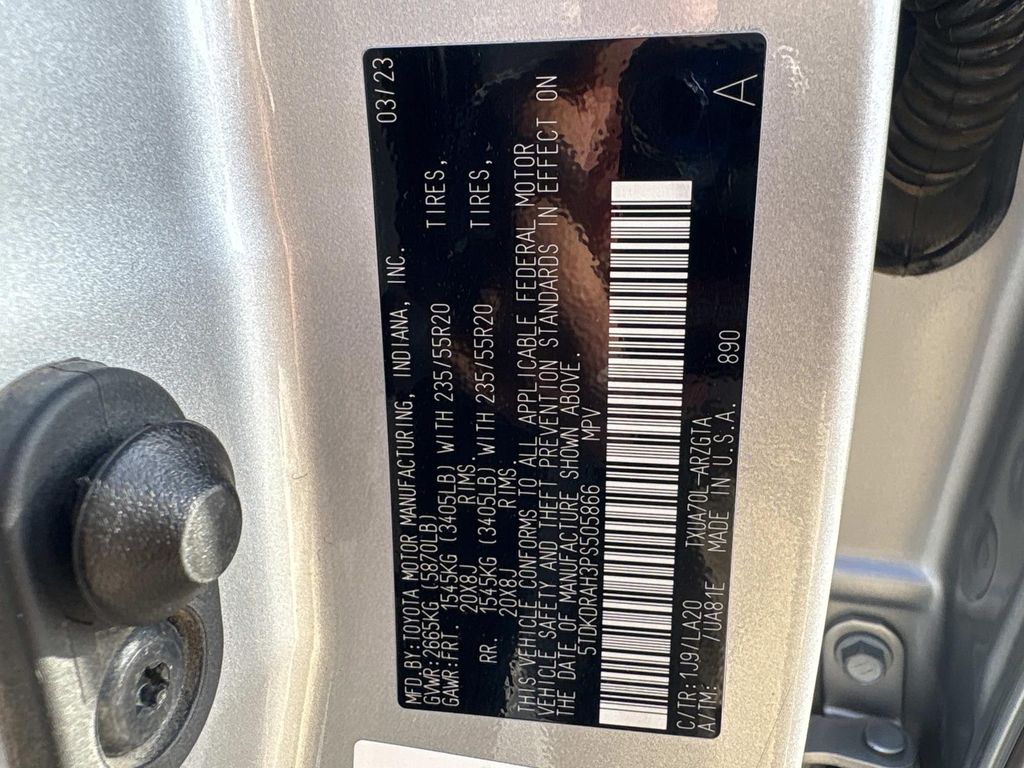 MFD.BY:TOYOTA MOTOR MANUFACTURING, INDIANA, INC. 03/23
GVWR:2665KG(5870LB)
GAWR:FRT. 1545KG (3405LB) WITH 235/55R20 TIRES,
20X8J RIMS.
RR. 1545KG (3405LB) WITH 235/55R20 TIRES,
20X8J RIMS.
THIS VEHICLE CONFORMS TO ALL APPLICABLE FEDERAL MOTOR
VEHICLE SAFETY AND THEFT PREVENTION STANDARDS IN EFFECT ON
THE DATE OF MANUFACTURE SHOWN ABOVE.
5TDKDRAH3PS505866 MPV
C/TR:1J9/LA20 TXUA70L-ARZGTA
A/TM: /UA81E MADE IN U.S.A. 890 A